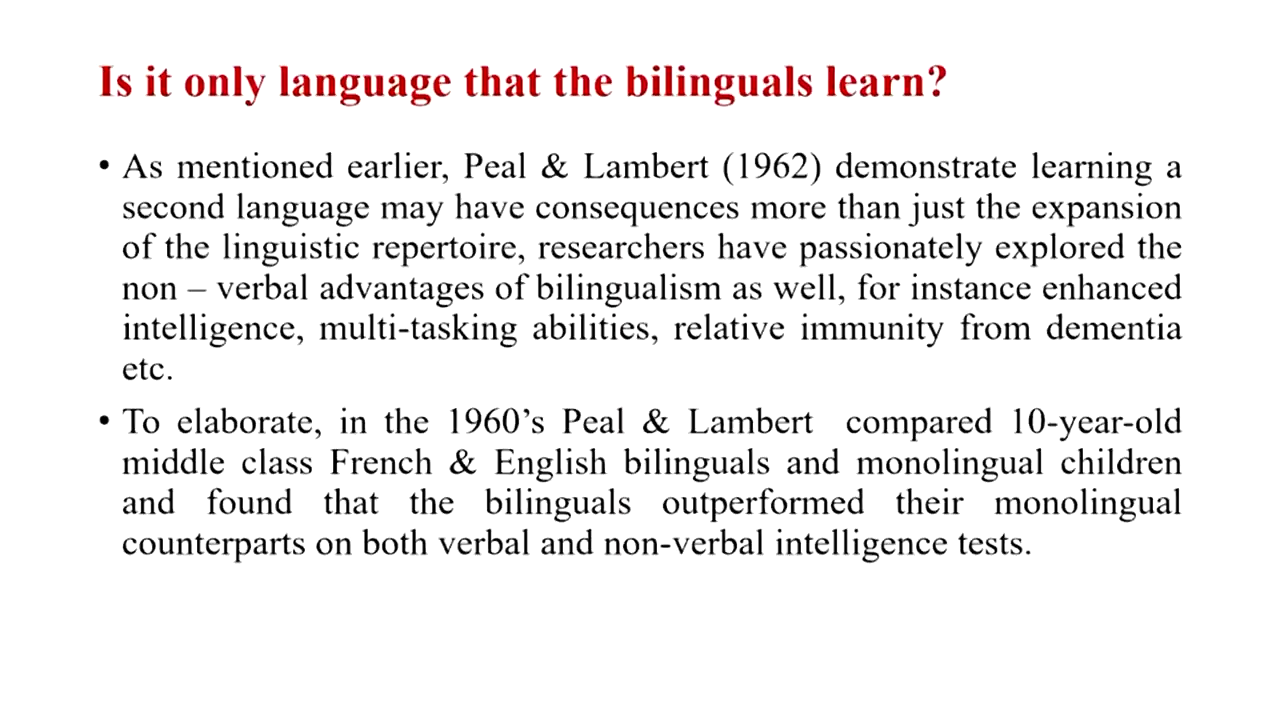 Is it only language that the bilinguals learn?
• As mentioned earlier, Peal & Lambert (1962) demonstrate learning a
second language may have consequences more than just the expansion
of the linguistic repertoire, researchers have passionately explored the
non – verbal advantages of bilingualism as well, for instance enhanced
intelligence, multi-tasking abilities, relative immunity from dementia
etc.
• To elaborate, in the 1960’s Peal & Lambert compared 10-year-old
middle class French & English bilinguals and monolingual children
and found that the bilinguals outperformed their monolingual
counterparts on both verbal and non-verbal intelligence tests.